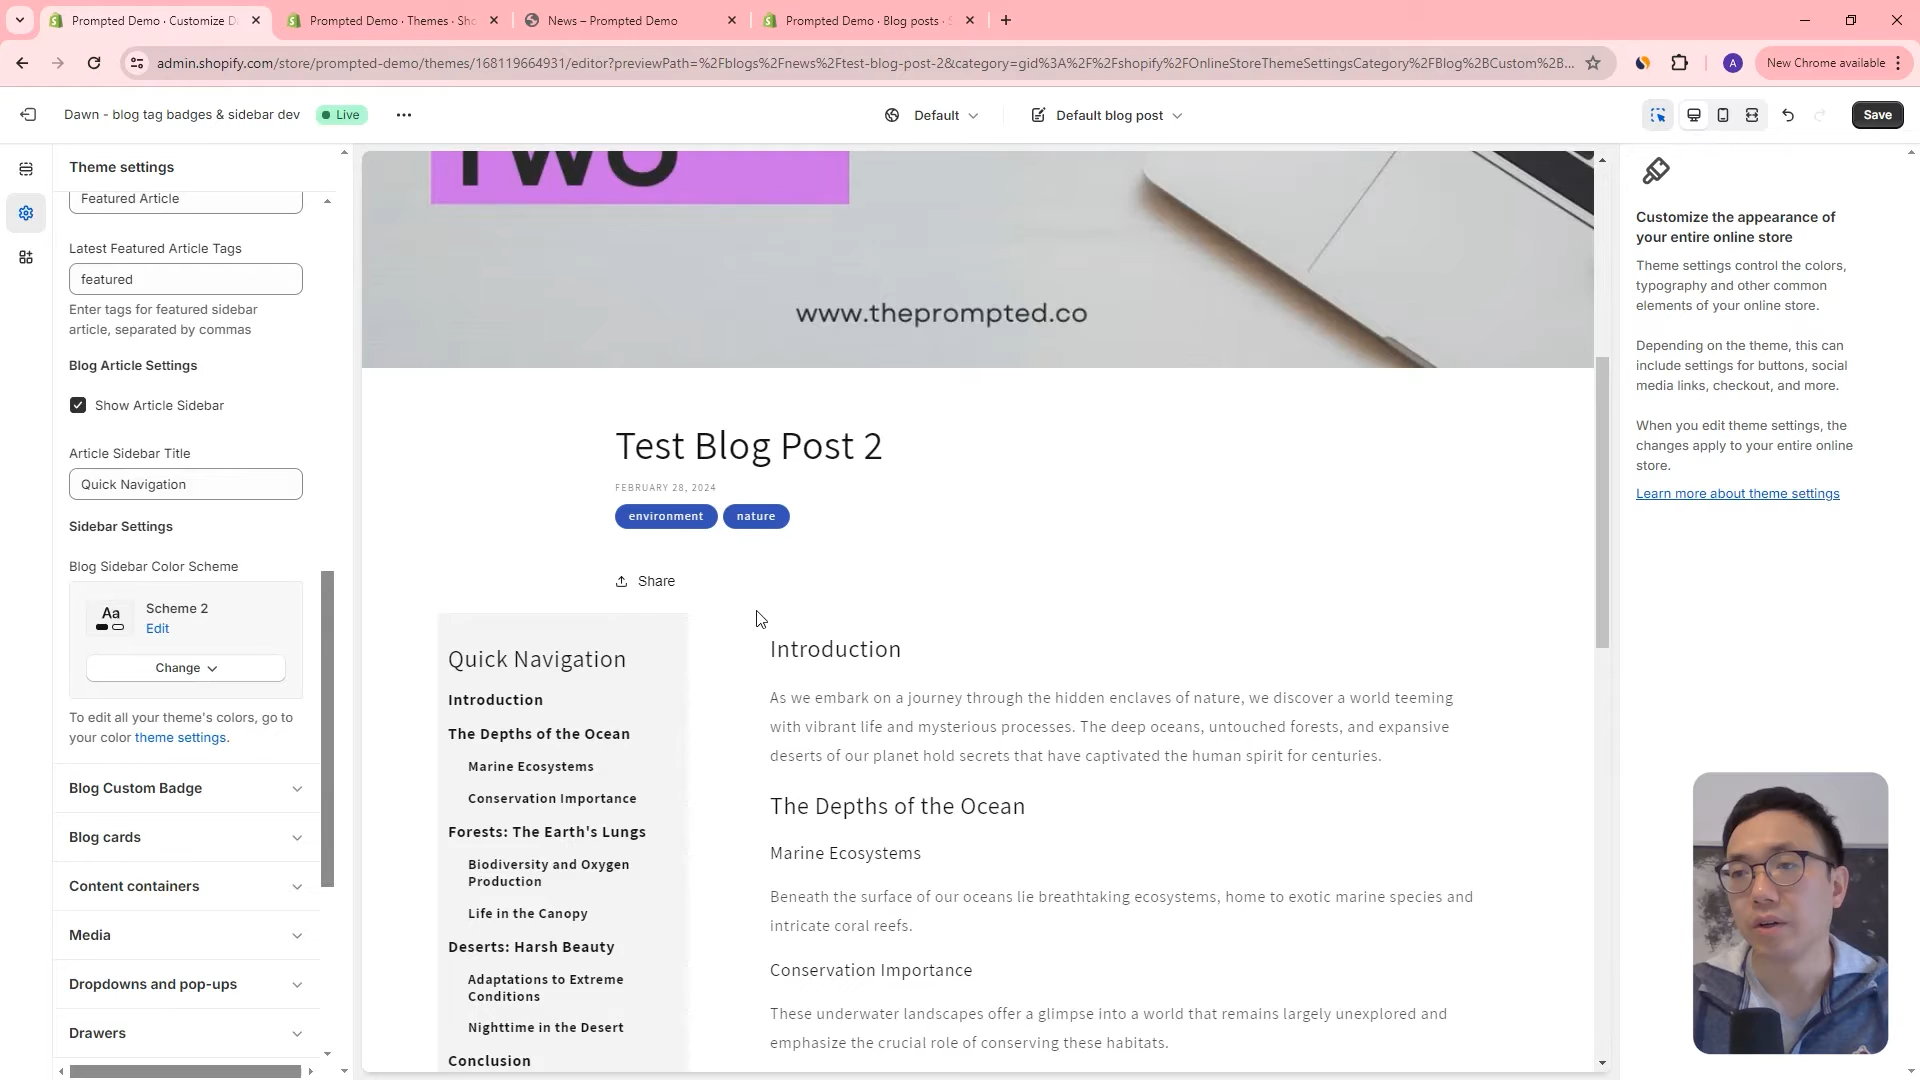 Prompted Demo · Customize D
Prompted Demo · Themes · Sho
News – Prompted Demo
Prompted Demo · Blog posts · S
admin.shopify.com/store/prompted-demo/themes/168119664931/editor?previewPath=%2Fblogs%2Fnews%2Ftest-blog-post-2&category=gid%3A%2F%2Fshopify%2FOnlineStoreThemeSettingsCategory%2FBlog%2BCustom%2B...
A
New Chrome available
Dawn - blog tag badges & sidebar dev
Live
Default
Default blog post
Save
Theme settings
Featured Article
Latest Featured Article Tags
featured
Enter tags for featured sidebar
article, separated by commas
Blog Article Settings
Show Article Sidebar
Article Sidebar Title
Quick Navigation
Sidebar Settings
Blog Sidebar Color Scheme
Aa
Scheme 2
Edit
Change
To edit all your theme's colors, go to
your color theme settings.
Blog Custom Badge
Blog cards
Content containers
Media
Dropdowns and pop-ups
Drawers
TWO
www.theprompted.co
Test Blog Post 2
FEBRUARY 28, 2024
environment
nature
Share
Quick Navigation
Introduction
The Depths of the Ocean
Marine Ecosystems
Conservation Importance
Forests: The Earth's Lungs
Biodiversity and Oxygen
Production
Life in the Canopy
Deserts: Harsh Beauty
Adaptations to Extreme
Conditions
Nighttime in the Desert
Conclusion
Introduction
As we embark on a journey through the hidden enclaves of nature, we discover a world teeming
with vibrant life and mysterious processes. The deep oceans, untouched forests, and expansive
deserts of our planet hold secrets that have captivated the human spirit for centuries.
The Depths of the Ocean
Marine Ecosystems
Beneath the surface of our oceans lie breathtaking ecosystems, home to exotic marine species and
intricate coral reefs.
Conservation Importance
These underwater landscapes offer a glimpse into a world that remains largely unexplored and
emphasize the crucial role of conserving these habitats.
Customize the appearance of
your entire online store
Theme settings control the colors,
typography and other common
elements of your online store.
Depending on the theme, this can
include settings for buttons, social
media links, checkout, and more.
When you edit theme settings, the
changes apply to your entire online
store.
Learn more about theme settings